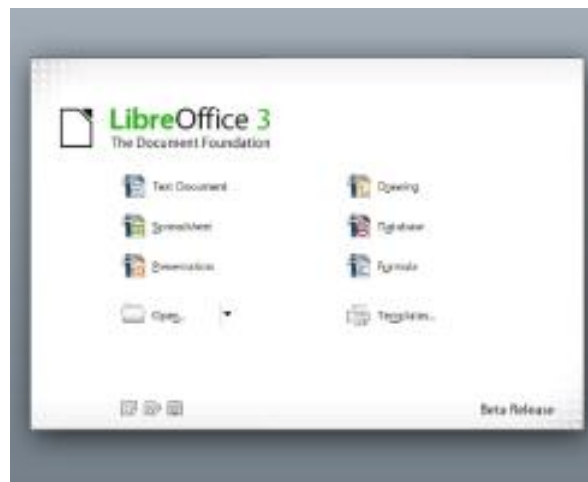 LibreOffice 3
The Document Foundation
Text Document
Drawing
Spreadsheet
Database
Presentation
Formula
Open...
Templates...
Beta Release